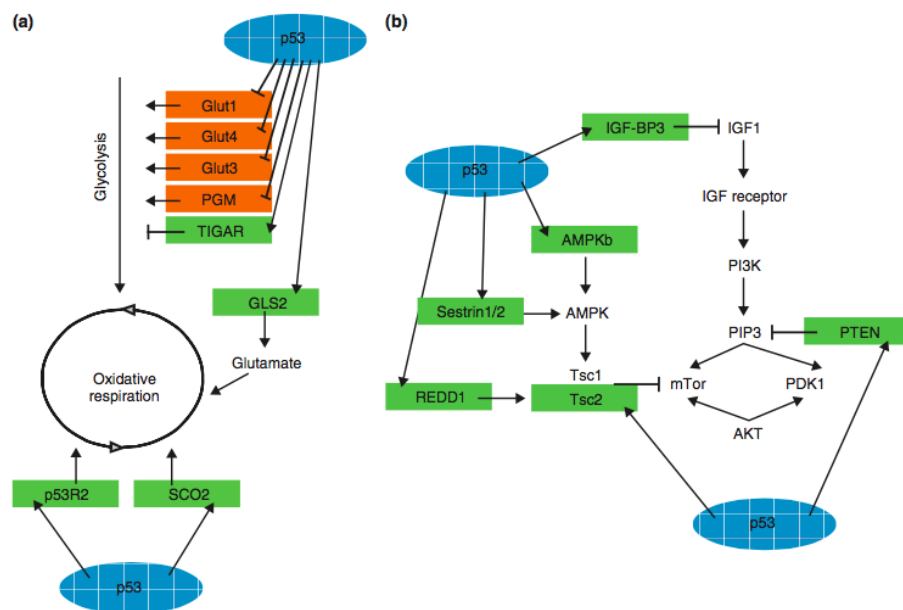 (a)
p53
Glut1
Glut4
Glut3
PGM
TIGAR
Glycolysis
GLS2
Glutamate
Oxidative
respiration
p53R2
SCO2
p53
(b)
IGF-BP3
IGF1
p53
IGF receptor
AMPKb
PI3K
Sestrin1/2
AMPK
PIP3
PTEN
Tsc1
mTor
PDK1
REDD1
Tsc2
AKT
p53